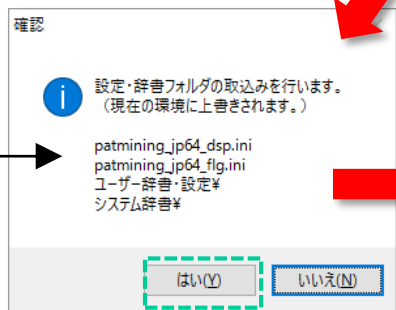 確認
設定・辞書フォルダの取込みを行います。
（現在の環境に上書きされます。）
patmining_jp64_dsp.ini
patmining_jp64_flg.ini
ユーザー辞書・設定¥
システム辞書¥
はい(Y)
いいえ(N)